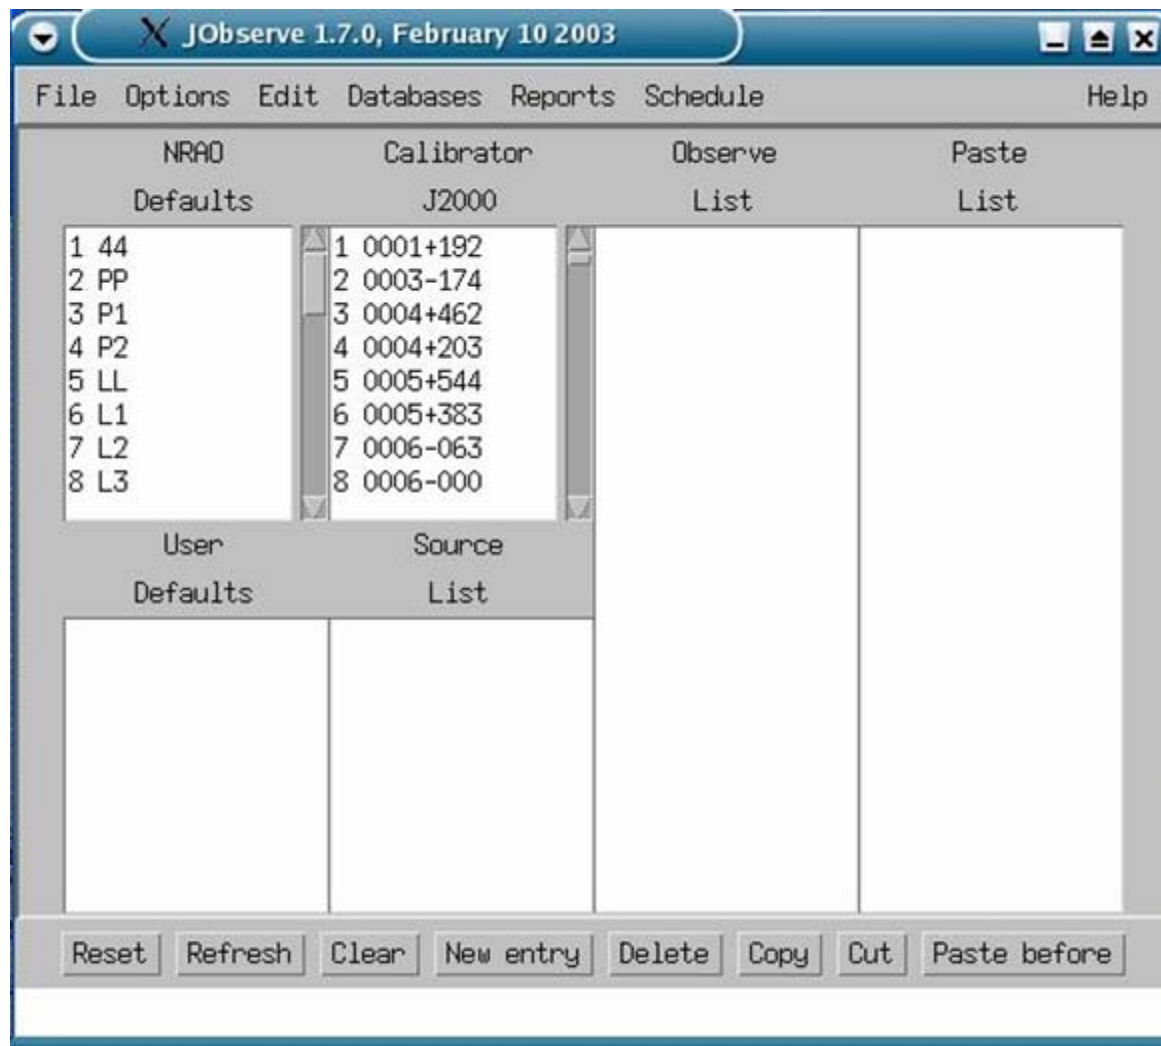 JObserve 1.7.0, February 10 2003
File Options Edit Databases Reports Schedule Help
NRAO Calibrator Observe Paste
Defaults J2000 List List
1 44
2 PP
3 P1
4 P2
5 LL
6 L1
7 L2
8 L3
1 0001+192
2 0003-174
3 0004+462
4 0004+203
5 0005+544
6 0005+383
7 0006-063
8 0006-000
User Source
Defaults List
Reset Refresh Clear New entry Delete Copy Cut Paste before